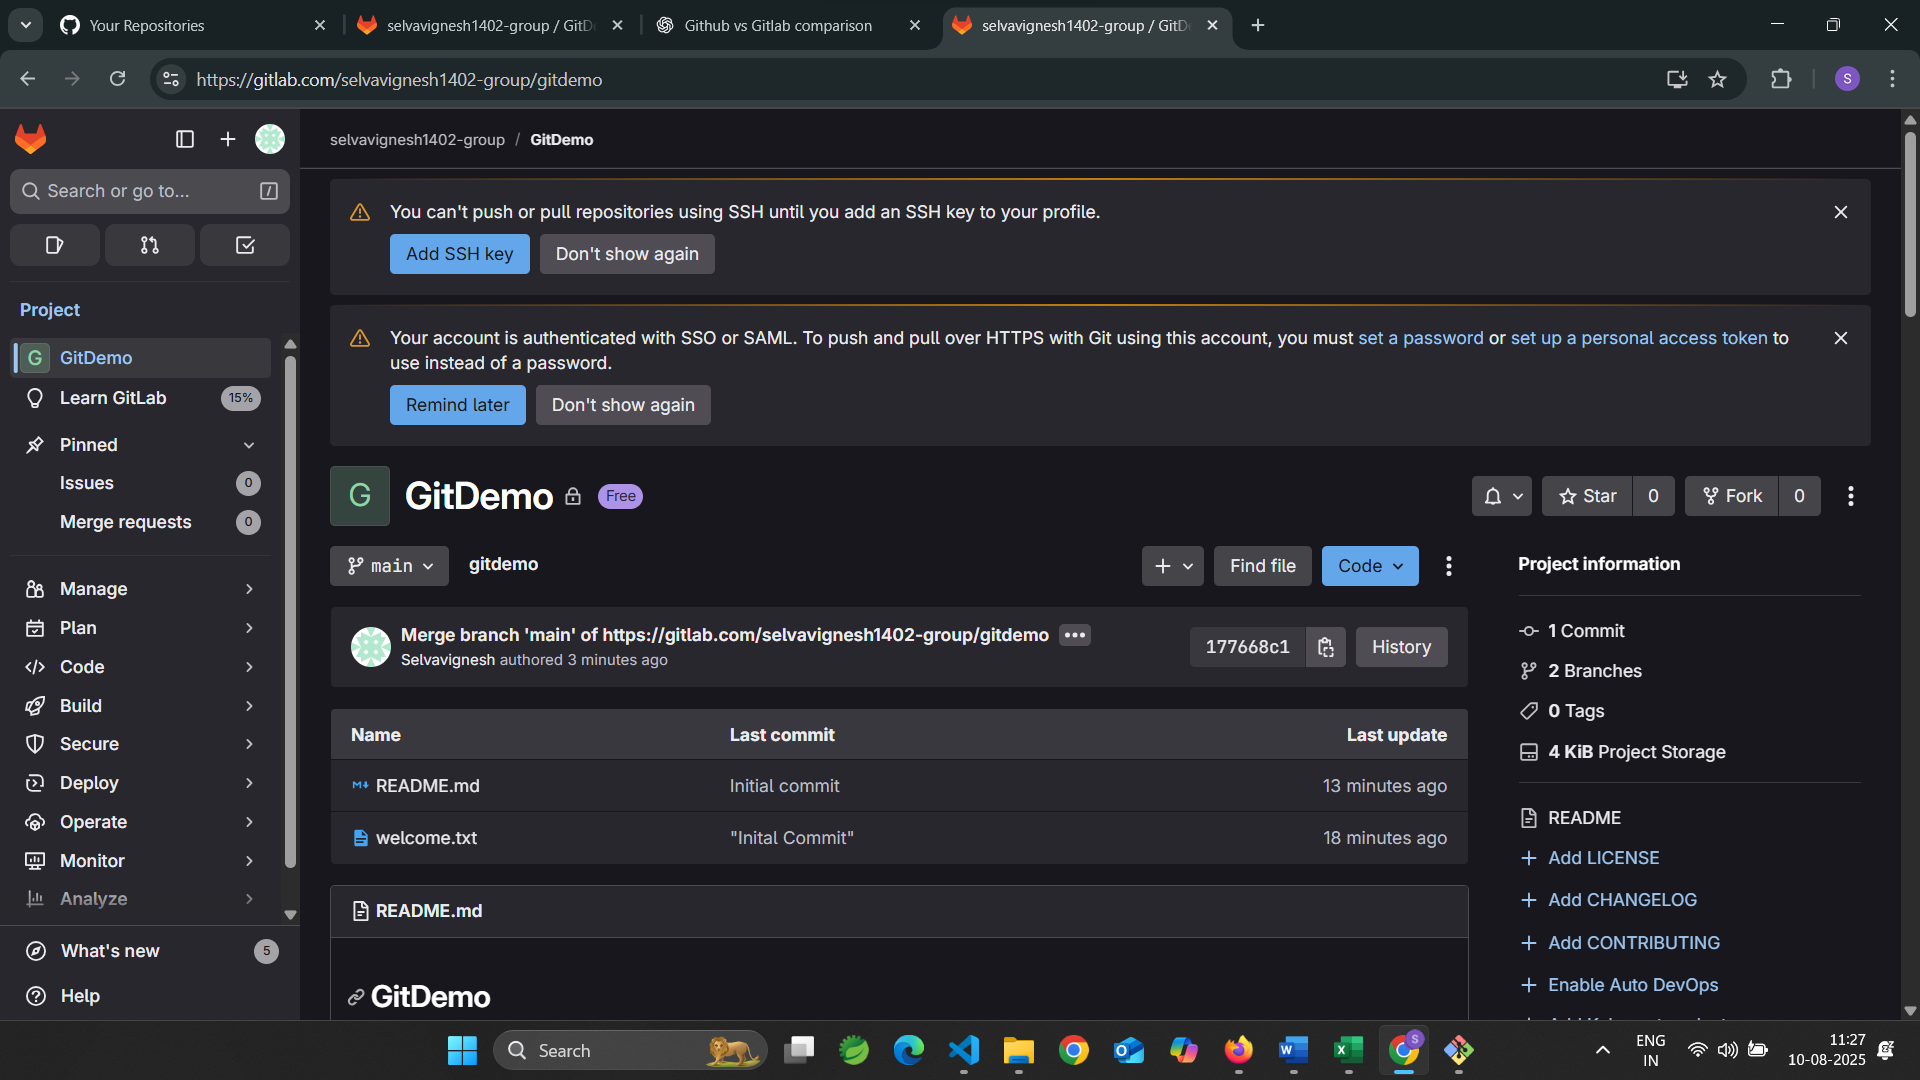 Your Repositories
selvavignesh1402-group / GitDe
Github vs Gitlab comparison
selvavignesh1402-group / GitDe
https://gitlab.com/selvavignesh1402-group/gitdemo
S
selvavignesh1402-group / GitDemo
Search or go to...
/
You can't push or pull repositories using SSH until you add an SSH key to your profile.
Add SSH key
Don't show again
Your account is authenticated with SSO or SAML. To push and pull over HTTPS with Git using this account, you must set a password or set up a personal access token to
use instead of a password.
Remind later
Don't show again
Project
G GitDemo
Learn GitLab 15%
Pinned
Issues 0
Merge requests 0
Manage
Plan
Code
Build
Secure
Deploy
Operate
Monitor
Analyze
What's new 5
Help
G GitDemo Free
Star 0
Fork 0
main
gitdemo
Find file
Code
Merge branch 'main' of https://gitlab.com/selvavignesh1402-group/gitdemo
Selvavignesh authored 3 minutes ago
177668c1
History
Name Last commit Last update
README.md Initial commit 13 minutes ago
welcome.txt "Inital Commit" 18 minutes ago
README.md
GitDemo
Project information
1 Commit
2 Branches
0 Tags
4 KiB Project Storage
README
Add LICENSE
Add CHANGELOG
Add CONTRIBUTING
Enable Auto DevOps
Search
S
ENG
IN
11:27
10-08-2025